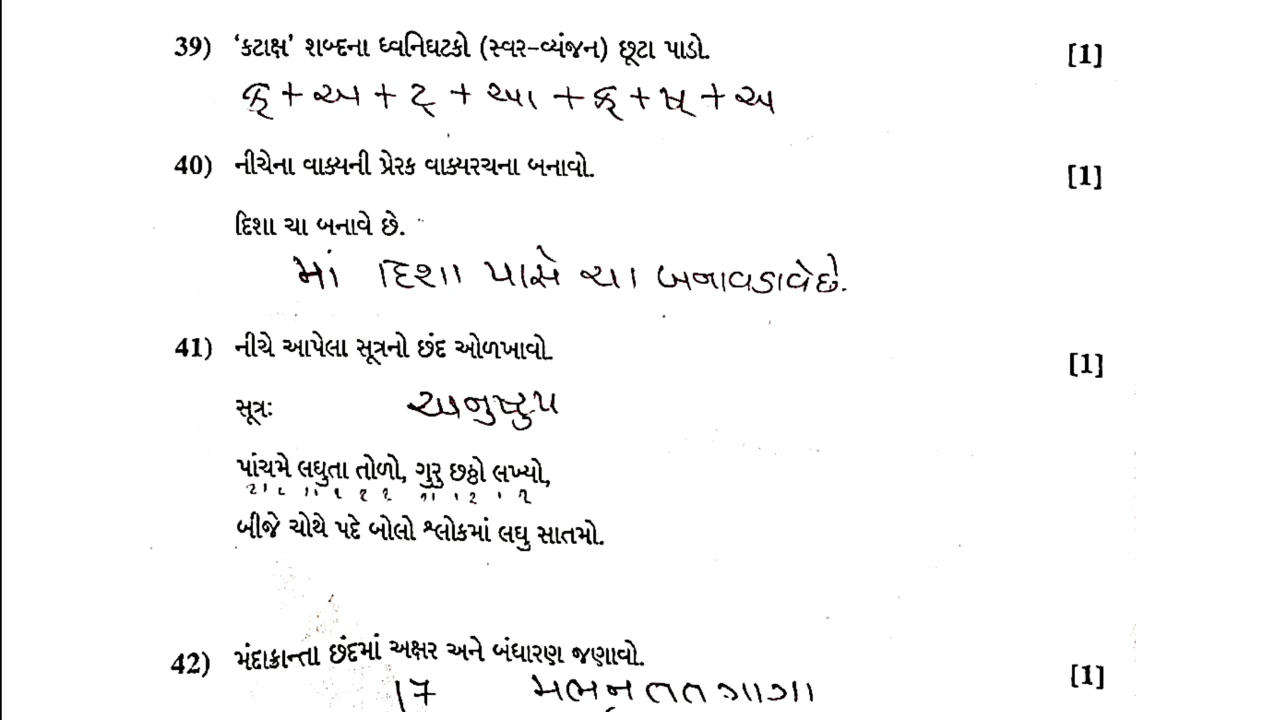 39) ‘કટાક્ષ’ શબ્દના ધ્વનિઘટકો (સ્વર-વ્યંજન) છૂટા પાડો. [1]
ક્ + અ + ટ્ + આ + ક્ + ષ્ + અ
40) નીચેના વાક્યની પ્રેરક વાક્યરચના બનાવો. [1]
દિશા ચા બનાવે છે.
માં દિશા પાસે ચા બનાવડાવે છે.
41) નીચે આપેલા સૂત્રનો છંદ ઓળખાવો. [1]
સૂત્રઃ અનુષ્ટુપ
પાંચમે લઘુતા તોળો, ગુરુ છઠ્ઠો લખ્યો,
બીજે ચોથે પદે બોલો શ્લોકમાં લઘુ સાતમો.
42) મંદાક્રાન્તા છંદમાં અક્ષર અને બંધારણ જણાવો. [1]
17 મભનતતગાગા